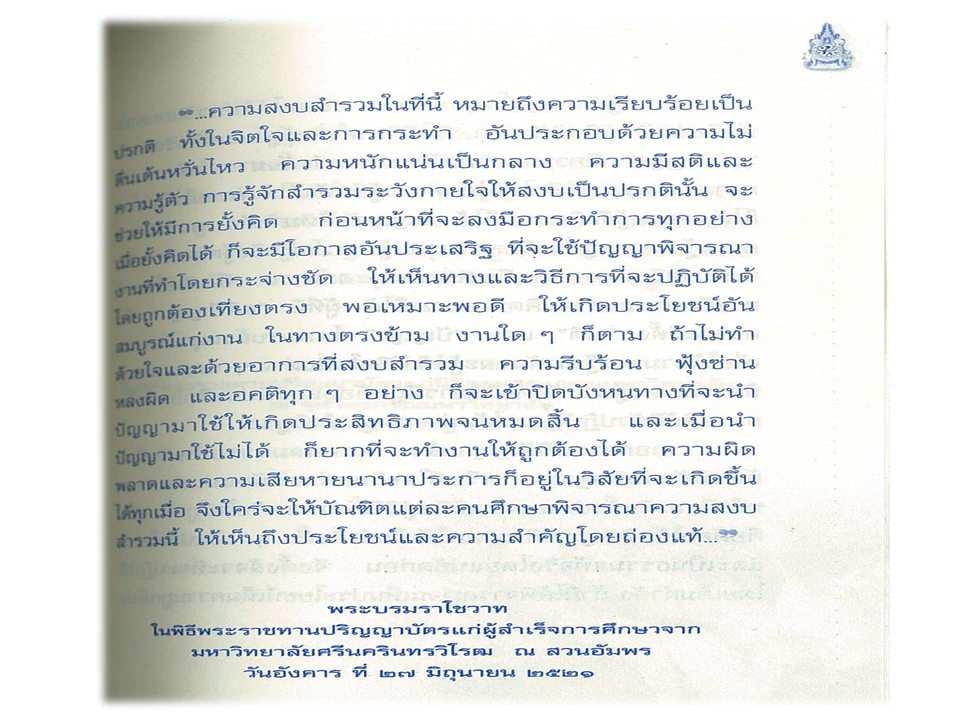 “...ความสงบสำรวมในที่นี้ หมายถึงความเรียบร้อยเป็น
ปรกติ ทั้งในจิตใจและการกระทำ อันประกอบด้วยความไม่
ตื่นเต้นหวั่นไหว ความหนักแน่นเป็นกลาง ความมีสติและ
ความรู้ตัว การรู้จักสำรวมระวังกายใจให้สงบเป็นปรกตินั้น จะ
ช่วยให้มีการยั้งคิด ก่อนหน้าที่จะลงมือกระทำการทุกอย่าง
เมื่อยั้งคิดได้ ก็จะมีโอกาสอันประเสริฐ ที่จะใช้ปัญญาพิจารณา
งานที่ทำโดยกระจ่างชัด ให้เห็นทางและวิธีการที่จะปฏิบัติได้
โดยถูกต้องเที่ยงตรง พอเหมาะพอดี ให้เกิดประโยชน์อัน
สมบูรณ์แก่งาน ในทางตรงข้าม งานใด ๆ ก็ตาม ถ้าไม่ทำ
ด้วยใจและด้วยอาการที่สงบสำรวม ความรีบร้อน ฟุ้งซ่าน
หลงผิด และอคติทุก ๆ อย่าง ก็จะเข้าปิดบังหนทางที่จะนำ
ปัญญามาใช้ให้เกิดประสิทธิภาพจนหมดสิ้น และเมื่อนำ
ปัญญามาใช้ไม่ได้ ก็ยากที่จะทำงานให้ถูกต้องได้ ความผิด
พลาดและความเสียหายนานาประการก็อยู่ในวิสัยที่จะเกิดขึ้น
ได้ทุกเมื่อ จึงใคร่จะให้บัณฑิตแต่ละคนศึกษาพิจารณาความสงบ
สำรวมนี้ ให้เห็นถึงประโยชน์และความสำคัญโดยถ่องแท้...”
พระบรมราโชวาท
ในพิธีพระราชทานปริญญาบัตรแก่ผู้สำเร็จการศึกษาจาก
มหาวิทยาลัยศรีนครินทรวิโรฒ ณ สวนอัมพร
วันอังคาร ที่ ๒๗ มิถุนายน ๒๕๒๑